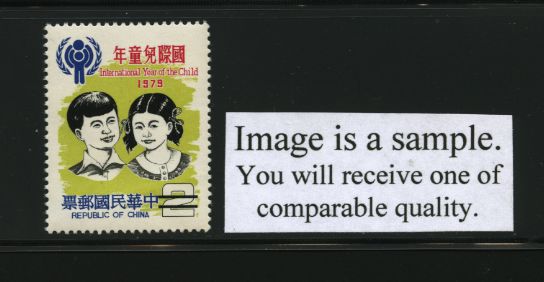 年童兒際國
International Year of the Child
1979
票郵國民華中
REPUBLIC OF CHINA
2
Image is a sample.
You will receive one of
comparable quality.